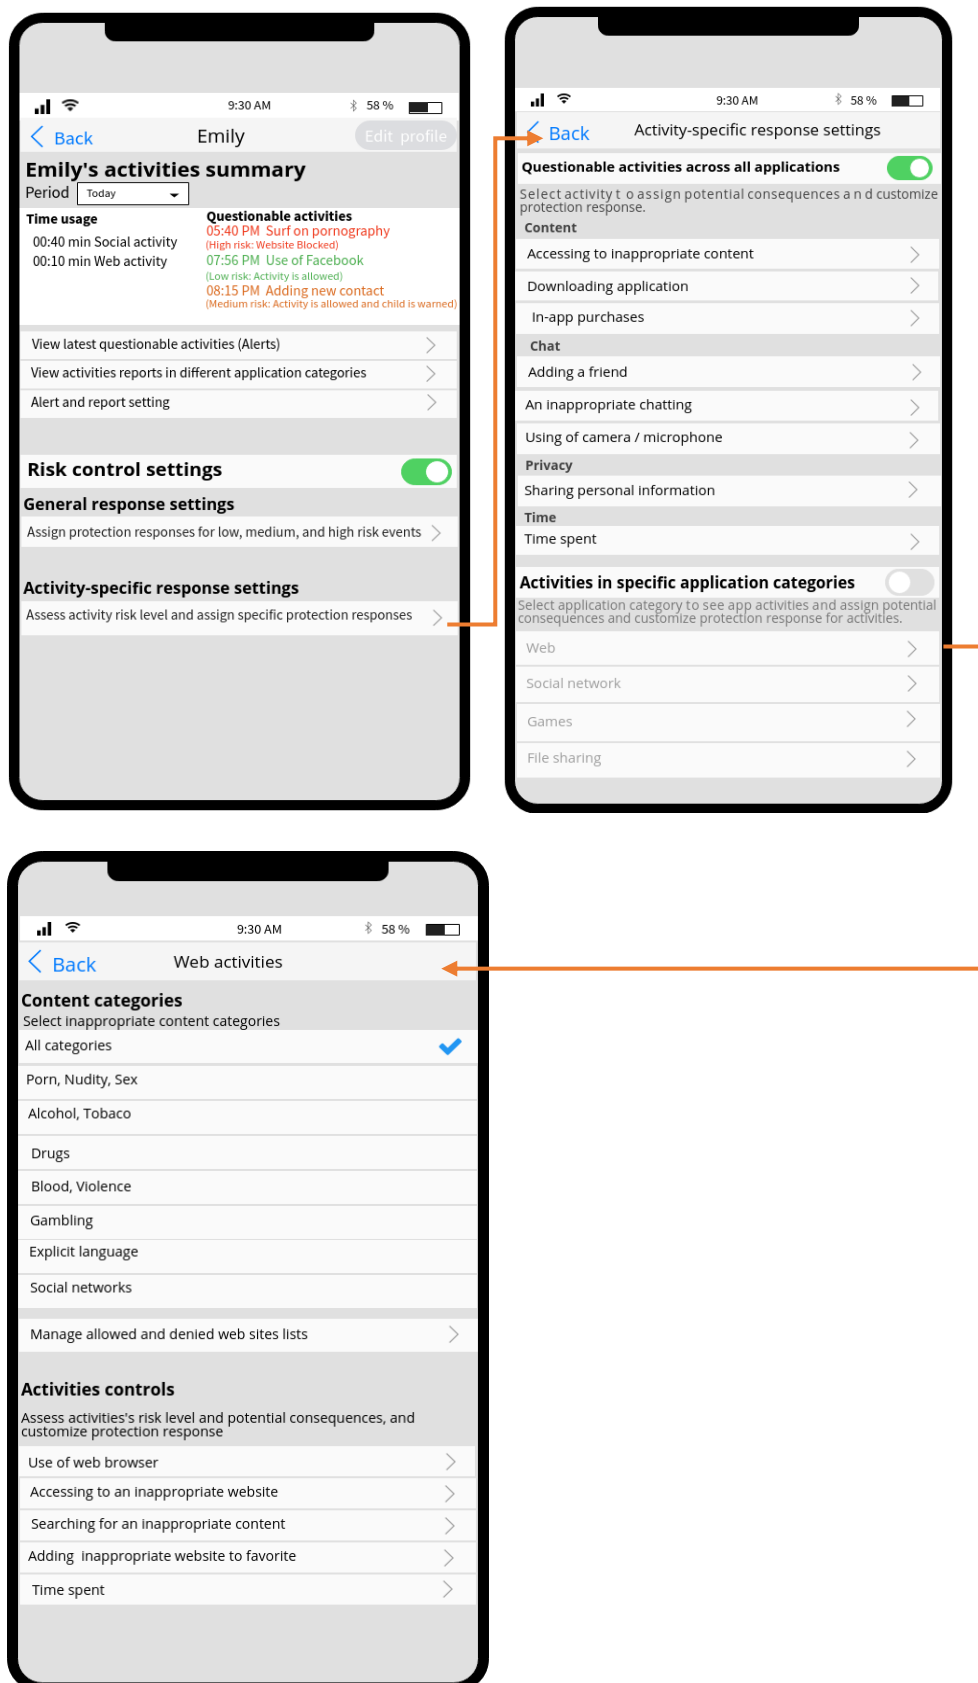 9:30 AM 58 %
Back Emily Edit profile
Emily's activities summary
Period Today
Time usage
00:40 min Social activity
00:10 min Web activity
Questionable activities
05:40 PM Surf on pornography
(High risk: Website Blocked)
07:56 PM Use of Facebook
(Low risk: Activity is allowed)
08:15 PM Adding new contact
(Medium risk: Activity is allowed and child is warned)
View latest questionable activities (Alerts)
View activities reports in different application categories
Alert and report setting
Risk control settings
General response settings
Assign protection responses for low, medium, and high risk events
Activity-specific response settings
Assess activity risk level and assign specific protection responses
9:30 AM 58 %
Back Activity-specific response settings
Questionable activities across all applications
Select activity t o assign potential consequences a n d customize
protection response.
Content
Accessing to inappropriate content
Downloading application
In-app purchases
Chat
Adding a friend
An inappropriate chatting
Using of camera / microphone
Privacy
Sharing personal information
Time
Time spent
Activities in specific application categories
Select application category to see app activities and assign potential
consequences and customize protection response for activities.
Web
Social network
Games
File sharing
9:30 AM 58 %
Back Web activities
Content categories
Select inappropriate content categories
All categories
Porn, Nudity, Sex
Alcohol, Tobaco
Drugs
Blood, Violence
Gambling
Explicit language
Social networks
Manage allowed and denied web sites lists
Activities controls
Assess activities's risk level and potential consequences, and
customize protection response
Use of web browser
Accessing to an inappropriate website
Searching for an inappropriate content
Adding inappropriate website to favorite
Time spent